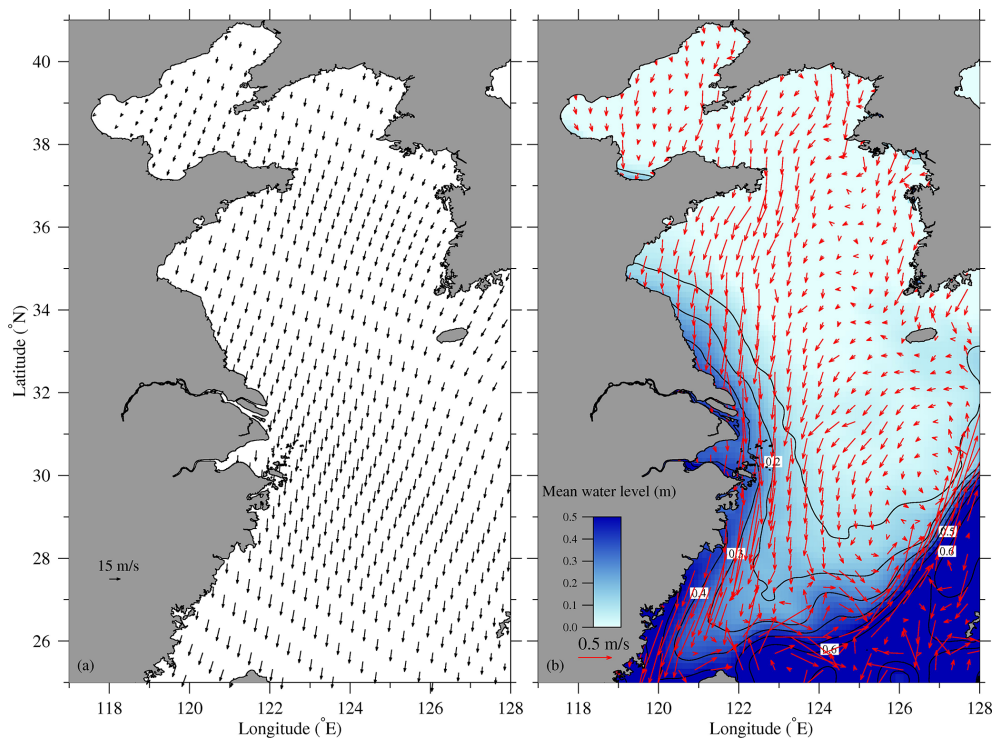 40
38
36
34
32
30
28
26
Latitude (°N)
15 m/s
(a)
118 120 122 124 126 128
Longitude (°E)
0.2
Mean water level (m)
0.5
0.4
0.3
0.2
0.1
0.0
0.5 m/s
0.3
0.4
0.5
0.6
0.6
(b)
118 120 122 124 126 128
Longitude (°E)